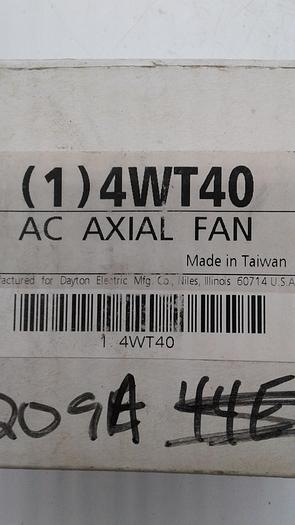 (1)4WT40
AC AXIAL FAN
Made in Taiwan
factured for Dayton Electric Mfg. Co., Niles, Illinois 60714 U.S.A
1 4WT40
209A 44E